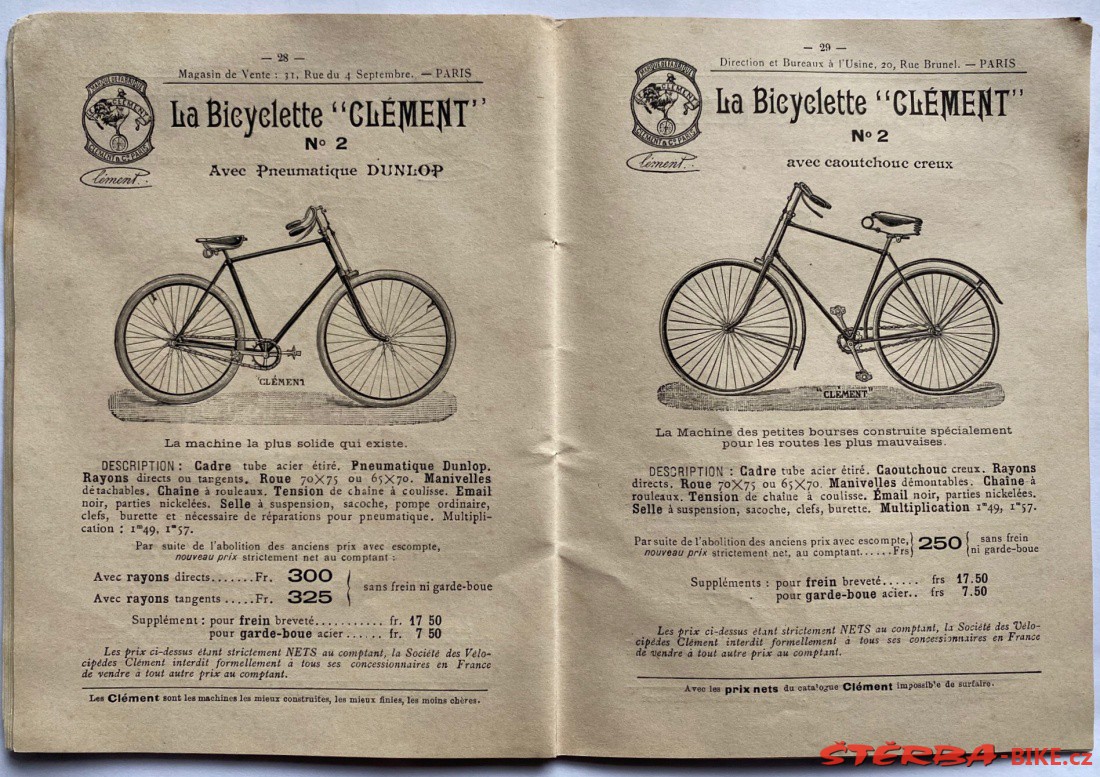 — 28 —
Magasin de Vente : 31, Rue du 4 Septembre. — PARIS
MARQUE DE FABRIQUE
CLÉMENT
CLÉMENT & Cie PARIS
Clément
La Bicyclette "CLÉMENT"
No 2
Avec Pneumatique DUNLOP
"CLÉMENT
La machine la plus solide qui existe.
DESCRIPTION : Cadre tube acier étiré. Pneumatique Dunlop.
Rayons directs ou tangents. Roue 70×75 ou 65×70. Manivelles
détachables. Chaîne à rouleaux. Tension de chaîne à coulisse. Email
noir, parties nickelées. Selle à suspension, sacoche, pompe ordinaire,
clefs, burette et nécessaire de réparations pour pneumatique. Multipli-
cation : 1m49, 1m57.
Par suite de l'abolition des anciens prix avec escompte,
nouveau prix strictement net au comptant :
Avec rayons directs.......Fr. 300
Avec rayons tangents .....Fr. 325
sans frein ni garde-boue
Supplément : pour frein breveté........... fr. 17 50
pour garde-boue acier...... fr. 7 50
Les prix ci-dessus étant strictement NETS au comptant, la Société des Vélo-
cipèdes Clément interdit formellement à tous ses concessionnaires en France
de vendre à tout autre prix au comptant.
Les Clément sont les machines les mieux construites, les mieux finies, les moins chères.
— 29 —
Direction et Bureaux à l'Usine, 20, Rue Brunel. — PARIS
MARQUE DE FABRIQUE
CLÉMENT
CLÉMENT & Cie PARIS
Clément
La Bicyclette "CLÉMENT"
No 2
avec caoutchouc creux
"CLÉMENT"
La Machine des petites bourses construite spécialement
pour les routes les plus mauvaises.
DESCRIPTION : Cadre tube acier étiré. Caoutchouc creux. Rayons
directs. Roue 70×75 ou 65×70. Manivelles démontables. Chaîne à
rouleaux. Tension de chaîne à coulisse. Émail noir, parties nickelées.
Selle à suspension, sacoche, clefs, burette. Multiplication 1m49, 1m57.
Par suite de l'abolition des anciens prix avec escompte,
nouveau prix strictement net, au comptant......Frs 250
sans frein
ni garde-boue
Suppléments : pour frein breveté...... frs 17.50
pour garde-boue acier.. frs 7.50
Les prix ci-dessus étant strictement NETS au comptant, la Société des Vélo-
cipèdes Clément interdit formellement à tous ses concessionnaires en France
de vendre à tout autre prix au comptant.
Avec les prix nets du catalogue Clément impossible de surfaire.
ŠTĚRBA-BIKE.cz